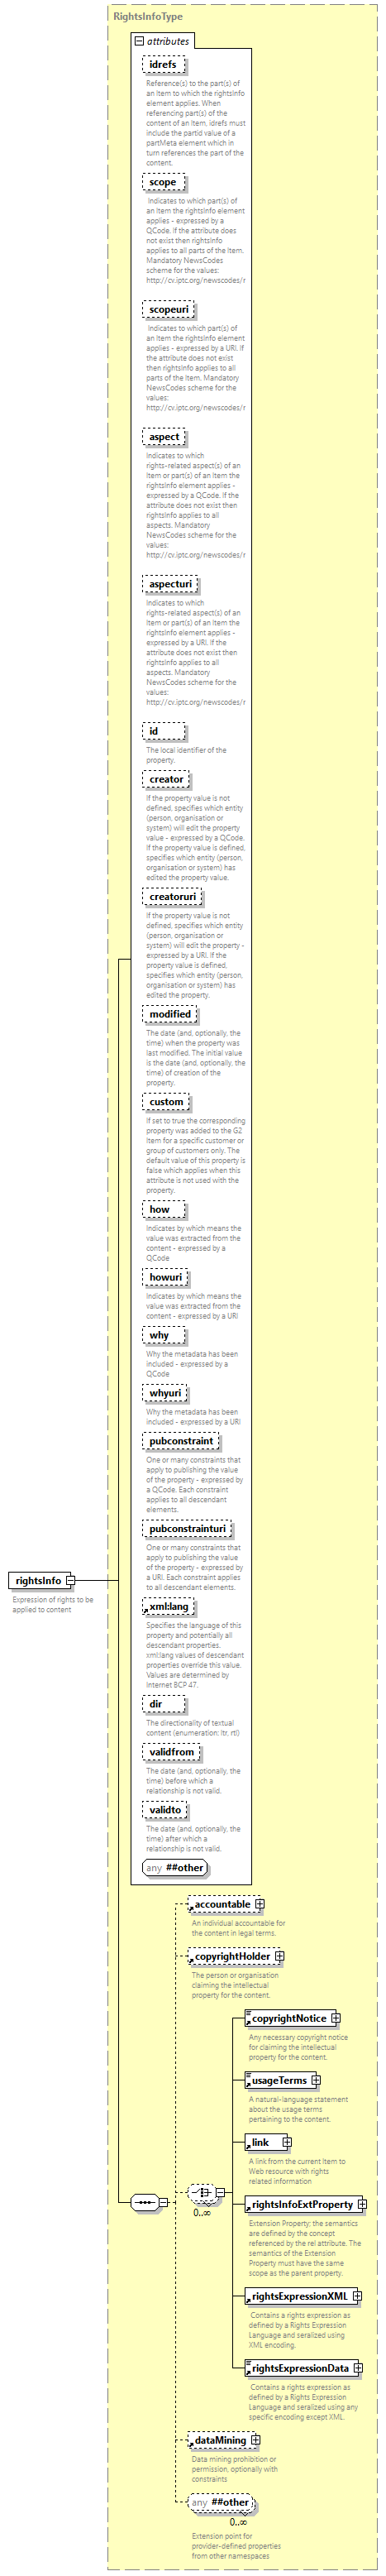 RightsInfoType
attributes
idrefs
Reference(s) to the part(s) of
an Item to which the rightsInfo
element applies. When
referencing part(s) of the
content of an Item, idrefs must
include the partid value of a
partMeta element which in
turn references the part of the
content.
scope
Indicates to which part(s) of
an Item the rightsInfo element
applies - expressed by a
QCode. If the attribute does
not exist then rightsInfo
applies to all parts of the Item.
Mandatory NewsCodes
scheme for the values:
http://cv.iptc.org/newscodes/r
scopeuri
Indicates to which part(s) of
an Item the rightsInfo element
applies - expressed by a URI. If
the attribute does not exist
then rightsInfo applies to all
parts of the Item. Mandatory
NewsCodes scheme for the
values:
http://cv.iptc.org/newscodes/r
aspect
Indicates to which
rights-related aspect(s) of an
Item or part(s) of an Item the
rightsInfo element applies -
expressed by a QCode. If the
attribute does not exist then
rightsInfo applies to all
aspects. Mandatory
NewsCodes scheme for the
values:
http://cv.iptc.org/newscodes/r
aspecturi
Indicates to which
rights-related aspect(s) of an
Item or part(s) of an Item the
rightsInfo element applies -
expressed by a URI. If the
attribute does not exist then
rightsInfo applies to all
aspects. Mandatory
NewsCodes scheme for the
values:
http://cv.iptc.org/newscodes/r
id
The local identifier of the
property.
creator
If the property value is not
defined, specifies which entity
(person, organisation or
system) will edit the property
value - expressed by a QCode.
If the property value is defined,
specifies which entity (person,
organisation or system) has
edited the property value.
creatoruri
If the property value is not
defined, specifies which entity
(person, organisation or
system) will edit the property -
expressed by a URI. If the
property value is defined,
specifies which entity (person,
organisation or system) has
edited the property.
modified
The date (and, optionally, the
time) when the property was
last modified. The initial value
is the date (and, optionally, the
time) of creation of the
property.
custom
If set to true the corresponding
property was added to the G2
Item for a specific customer or
group of customers only. The
default value of this property is
false which applies when this
attribute is not used with the
property.
how
Indicates by which means the
value was extracted from the
content - expressed by a
QCode
howuri
Indicates by which means the
value was extracted from the
content - expressed by a URI
why
Why the metadata has been
included - expressed by a
QCode
whyuri
Why the metadata has been
included - expressed by a URI
pubconstraint
One or many constraints that
apply to publishing the value
of the property - expressed by
a QCode. Each constraint
applies to all descendant
elements.
pubconstrainturi
One or many constraints that
apply to publishing the value
of the property - expressed by
a URI. Each constraint applies
to all descendant elements.
rightsInfo
Expression of rights to be
applied to content
xml:lang
Specifies the language of this
property and potentially all
descendant properties.
xml:lang values of descendant
properties override this value.
Values are determined by
Internet BCP 47.
dir
The directionality of textual
content (enumeration: ltr, rtl)
validfrom
The date (and, optionally, the
time) before which a
relationship is not valid.
validto
The date (and, optionally, the
time) after which a
relationship is not valid.
any ##other
accountable
An individual accountable for
the content in legal terms.
copyrightHolder
The person or organisation
claiming the intellectual
property for the content.
copyrightNotice
Any necessary copyright notice
for claiming the intellectual
property for the content.
usageTerms
A natural-language statement
about the usage terms
pertaining to the content.
link
A link from the current Item to
Web resource with rights
related information
0..∞
rightsInfoExtProperty
Extension Property; the semantics
are defined by the concept
referenced by the rel attribute. The
semantics of the Extension
Property must have the same
scope as the parent property.
rightsExpressionXML
Contains a rights expression as
defined by a Rights Expression
Language and seralized using
XML encoding.
rightsExpressionData
Contains a rights expression as
defined by a Rights Expression
Language and seralized using any
specific encoding except XML.
dataMining
Data mining prohibition or
permission, optionally with
constraints
any ##other
0..∞
Extension point for
provider-defined properties
from other namespaces